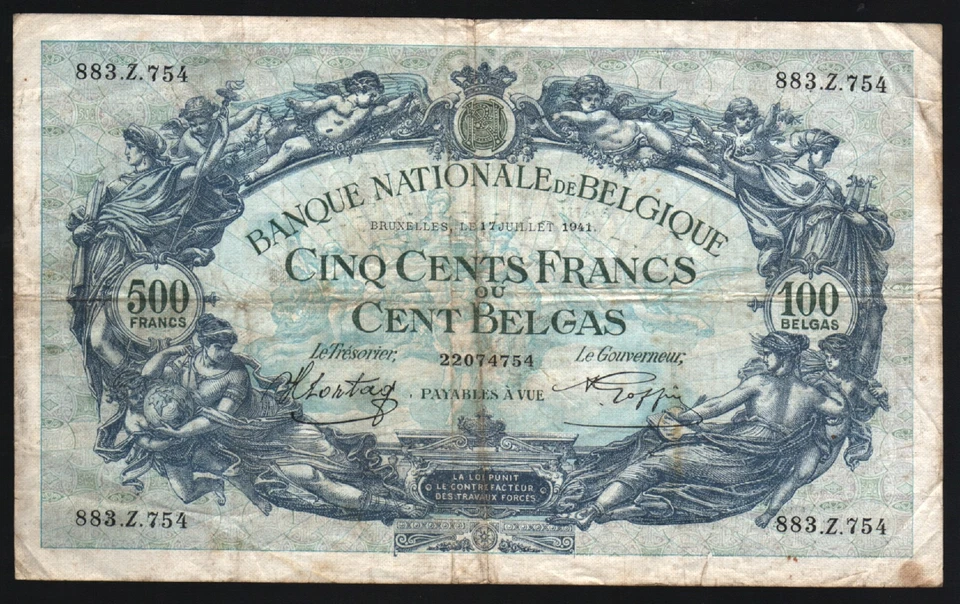 883.Z.754
883.Z.754
BANQUE NATIONALE DE BELGIQUE
BRUXELLES, LE 17 JUILLET 1941.
CINQ CENTS FRANCS
OU
CENT BELGAS
500
FRANCS
100
BELGAS
Le Trésorier,
22074754
Le Gouverneur,
PAYABLES À VUE
LA LOI PUNIT
LE CONTREFACTEUR
DES TRAVAUX FORCÉS
883.Z.754
883.Z.754